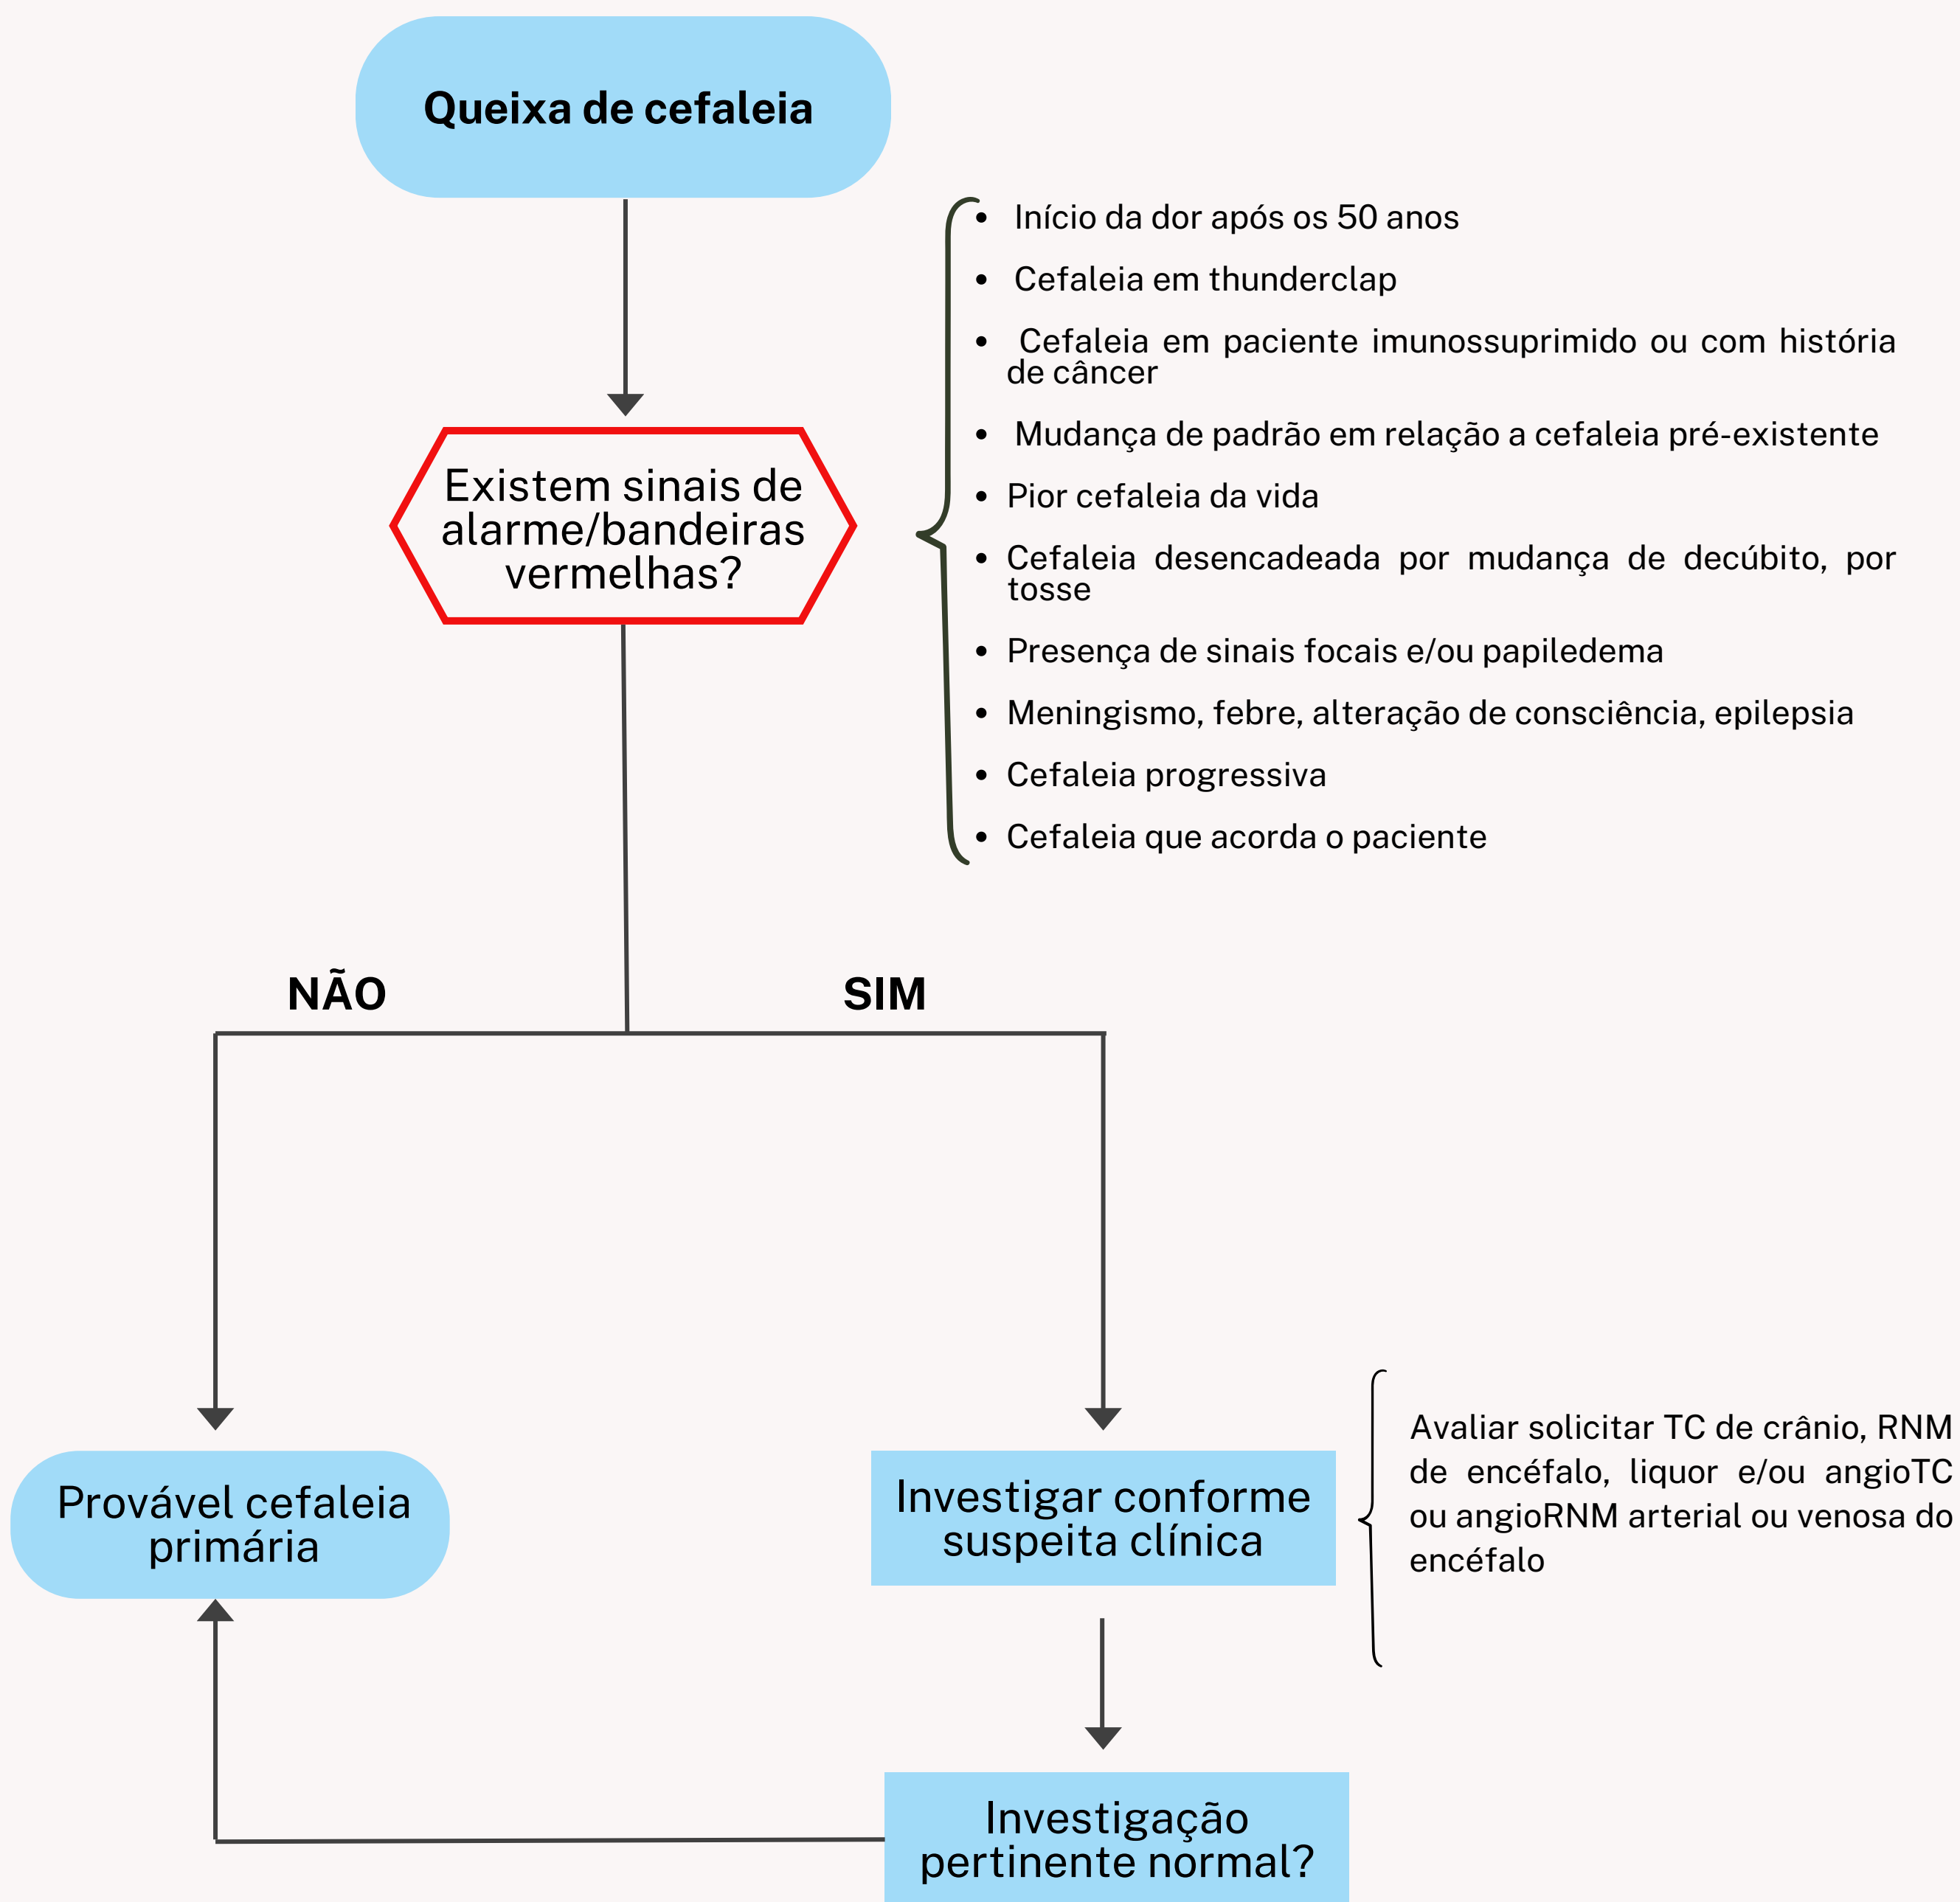 Queixa de cefaleia
Início da dor após os 50 anos
Cefaleia em thunderclap
Cefaleia em paciente imunossuprimido ou com história
de câncer
Mudança de padrão em relação a cefaleia pré-existente
Pior cefaleia da vida
Cefaleia desencadeada por mudança de decúbito, por
tosse
Presença de sinais focais e/ou papiledema
Meningismo, febre, alteração de consciência, epilepsia
Cefaleia progressiva
Cefaleia que acorda o paciente
Existem sinais de
alarme/bandeiras
vermelhas?
NÃO
SIM
Provável cefaleia
primária
Investigar conforme
suspeita clínica
Avaliar solicitar TC de crânio, RNM
de encéfalo, liquor e/ou angioTC
ou angioRNM arterial ou venosa do
encéfalo
Investigação
pertinente normal?